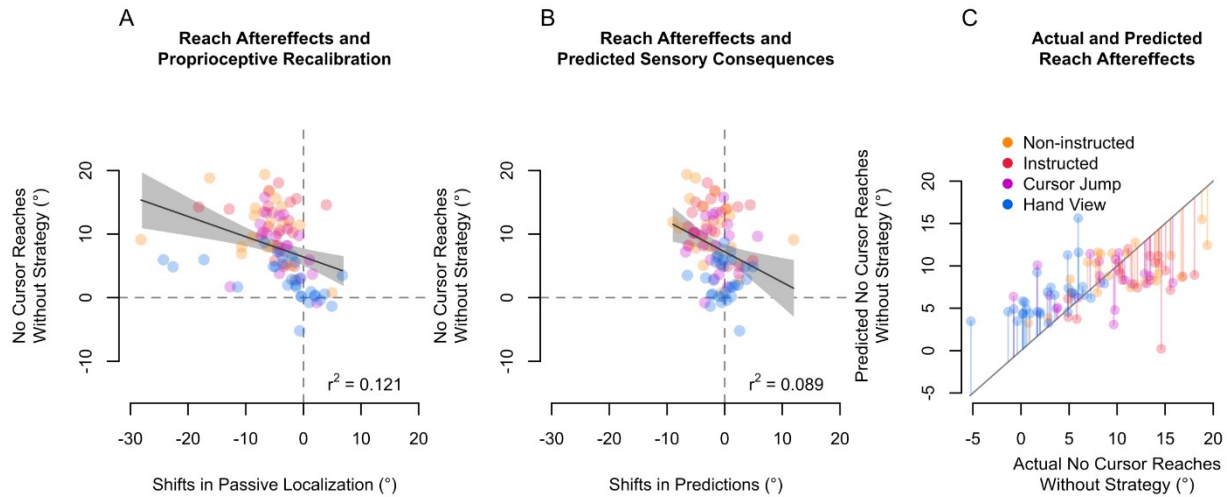 A
Reach Aftereffects and
Proprioceptive Recalibration
No Cursor Reaches
Without Strategy (°)
20
10
0
-10
r² = 0.121
-30
-20
-10
0
10
20
Shifts in Passive Localization (°)
B
Reach Aftereffects and
Predicted Sensory Consequences
No Cursor Reaches
Without Strategy (°)
20
10
0
-10
r² = 0.089
-30
-20
-10
0
10
20
Shifts in Predictions (°)
C
Actual and Predicted
Reach Aftereffects
Non-instructed
Instructed
Cursor Jump
Hand View
Predicted No Cursor Reaches
Without Strategy (°)
20
15
10
5
0
-5
-5
0
5
10
15
20
Actual No Cursor Reaches
Without Strategy (°)